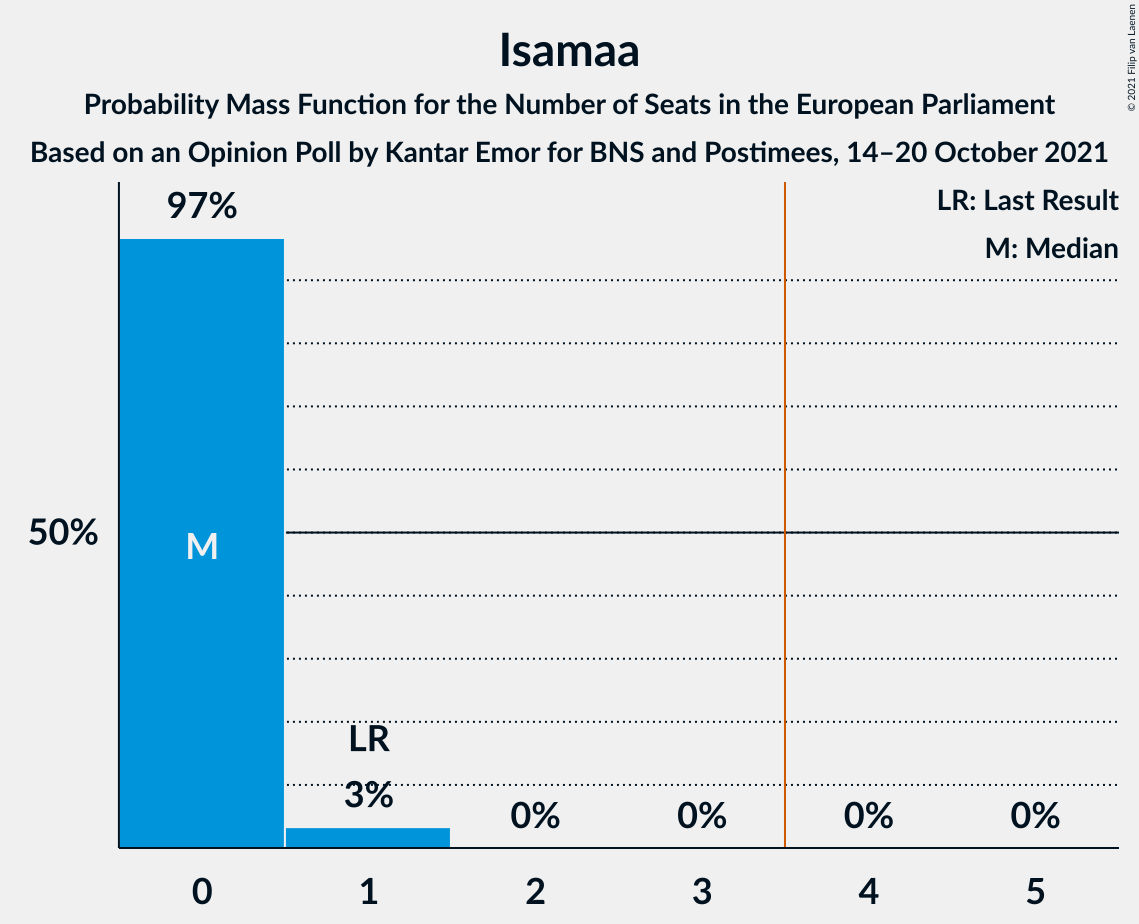 Isamaa
Probability Mass Function for the Number of Seats in the European Parliament
Based on an Opinion Poll by Kantar Emor for BNS and Postimees, 14–20 October 2021
© 2021 Filip van Laenen
LR: Last Result
M: Median
97%
50%
M
LR
3%
0%
0%
0%
0%
0
1
2
3
4
5